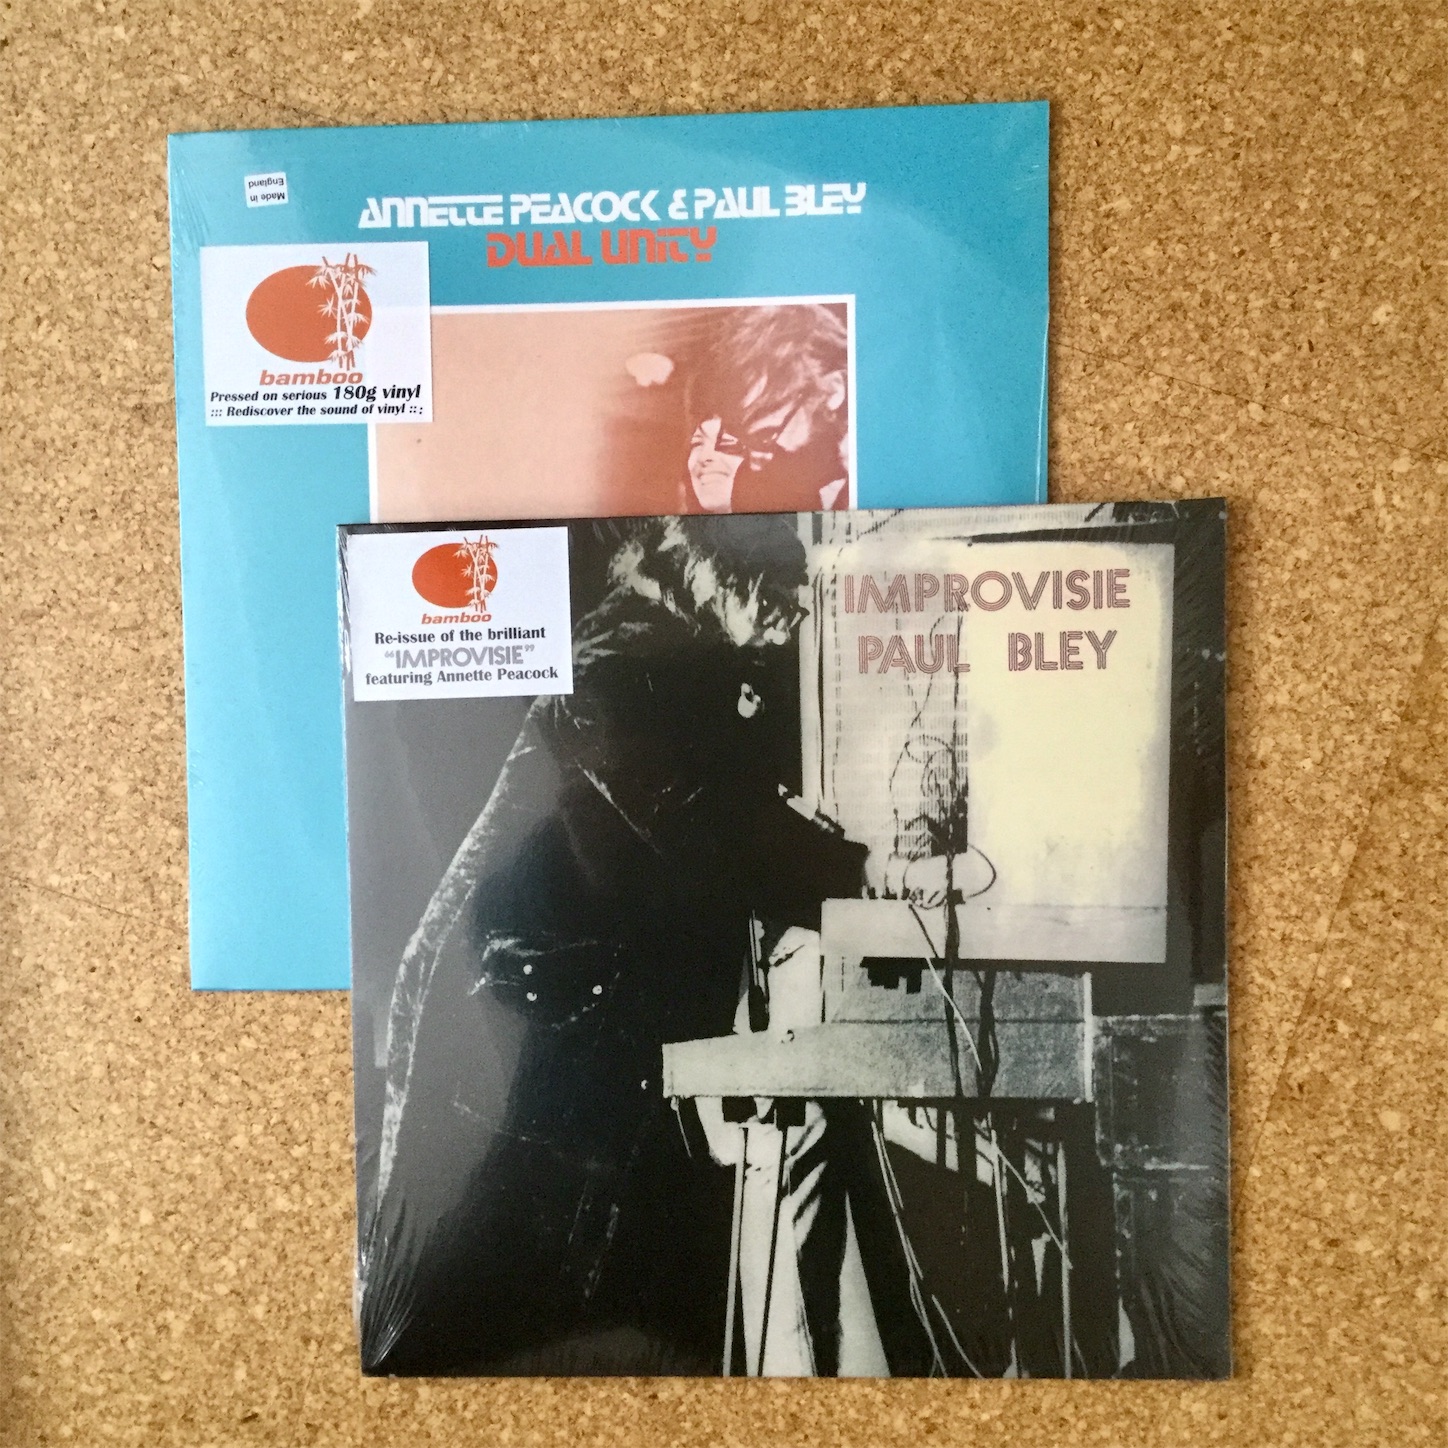 Made in
England
ANNETTE PEACOCK & PAUL BLEY
DUAL UNITY
bamboo
Pressed on serious 180g vinyl
::: Rediscover the sound of vinyl :::
bamboo
Re-issue of the brilliant
"IMPROVISIE"
featuring Annette Peacock
IMPROVISIE
PAUL BLEY